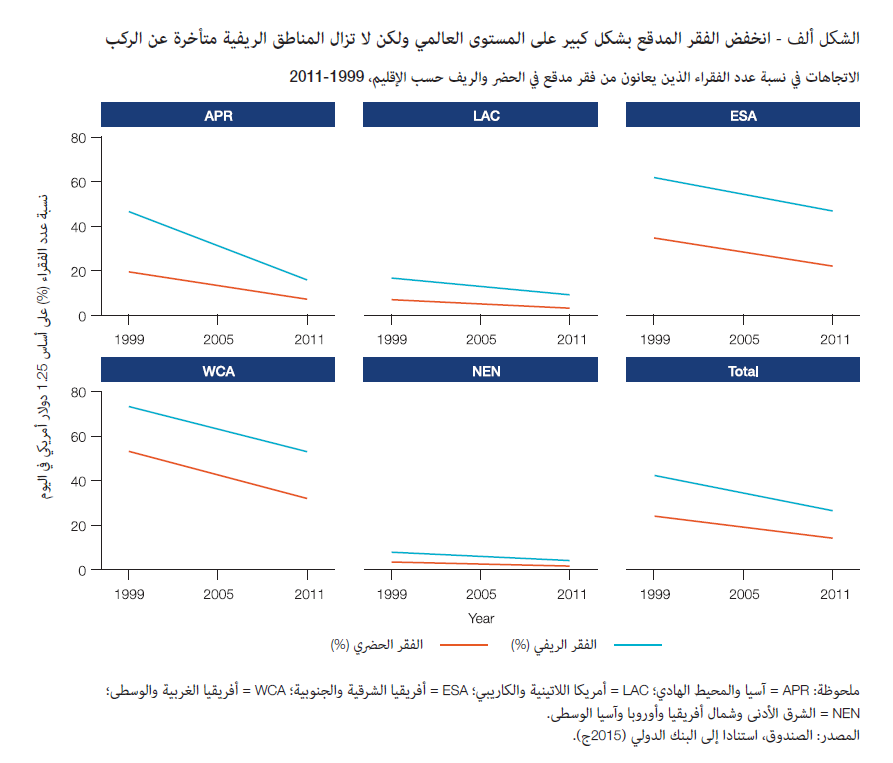 الشكل ألف - انخفض الفقر المدقع بشكل كبير على المستوى العالمي ولكن لا تزال المناطق الريفية متأخرة عن الركب
الاتجاهات في نسبة عدد الفقراء الذين يعانون من فقر مدقع في الحضر والريف حسب الإقليم، 1999-2011
APR
LAC
ESA
80
60
40
20
0
1999 2005 2011
1999 2005 2011
1999 2005 2011
WCA
NEN
Total
80
60
40
20
0
1999 2005 2011
1999 2005 2011
1999 2005 2011
نسبة عدد الفقراء (%) على أساس 1.25 دولار أمريكي في اليوم
Year
الفقر الريفي (%)
الفقر الحضري (%)
ملحوظة: APR = آسيا والمحيط الهادي؛ LAC = أمريكا اللاتينية والكاريبي؛ ESA = أفريقيا الشرقية والجنوبية؛ WCA = أفريقيا الغربية والوسطى؛
NEN = الشرق الأدنى وشمال أفريقيا وأوروبا وآسيا الوسطى.
المصدر: الصندوق، استنادا إلى البنك الدولي (2015ج).